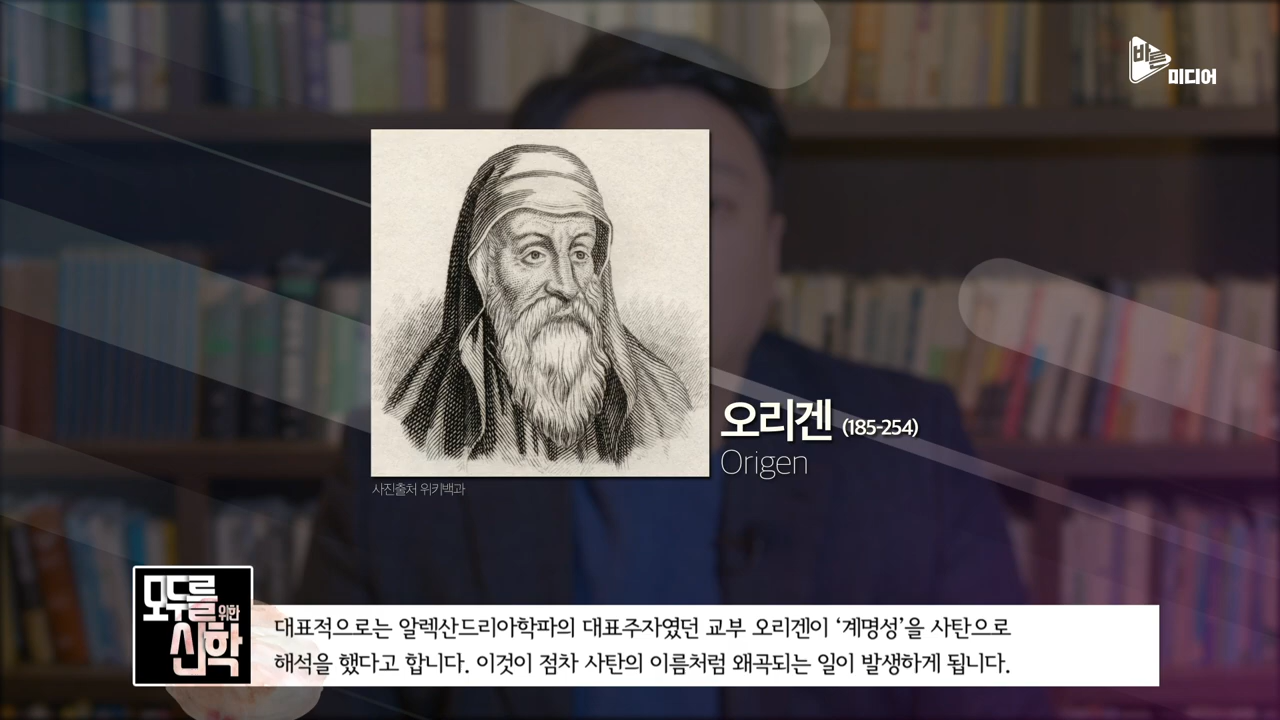 바른
미디어
오리겐 (185-254)
Origen
사진출처 위키백과
모두를
위한
신학
대표적으로는 알렉산드리아학파의 대표주자였던 교부 오리겐이 ‘계명성’을 사탄으로
해석을 했다고 합니다. 이것이 점차 사탄의 이름처럼 왜곡되는 일이 발생하게 됩니다.